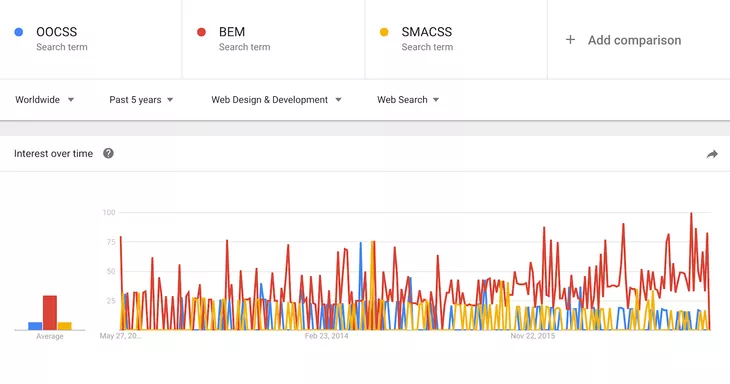 OOCSS
Search term
BEM
Search term
SMACSS
Search term
+ Add comparison
Worldwide
Past 5 years
Web Design & Development
Web Search
Interest over time ?
100
75
50
25
Average
May 27, 20...
Feb 23, 2014
Nov 22, 2015